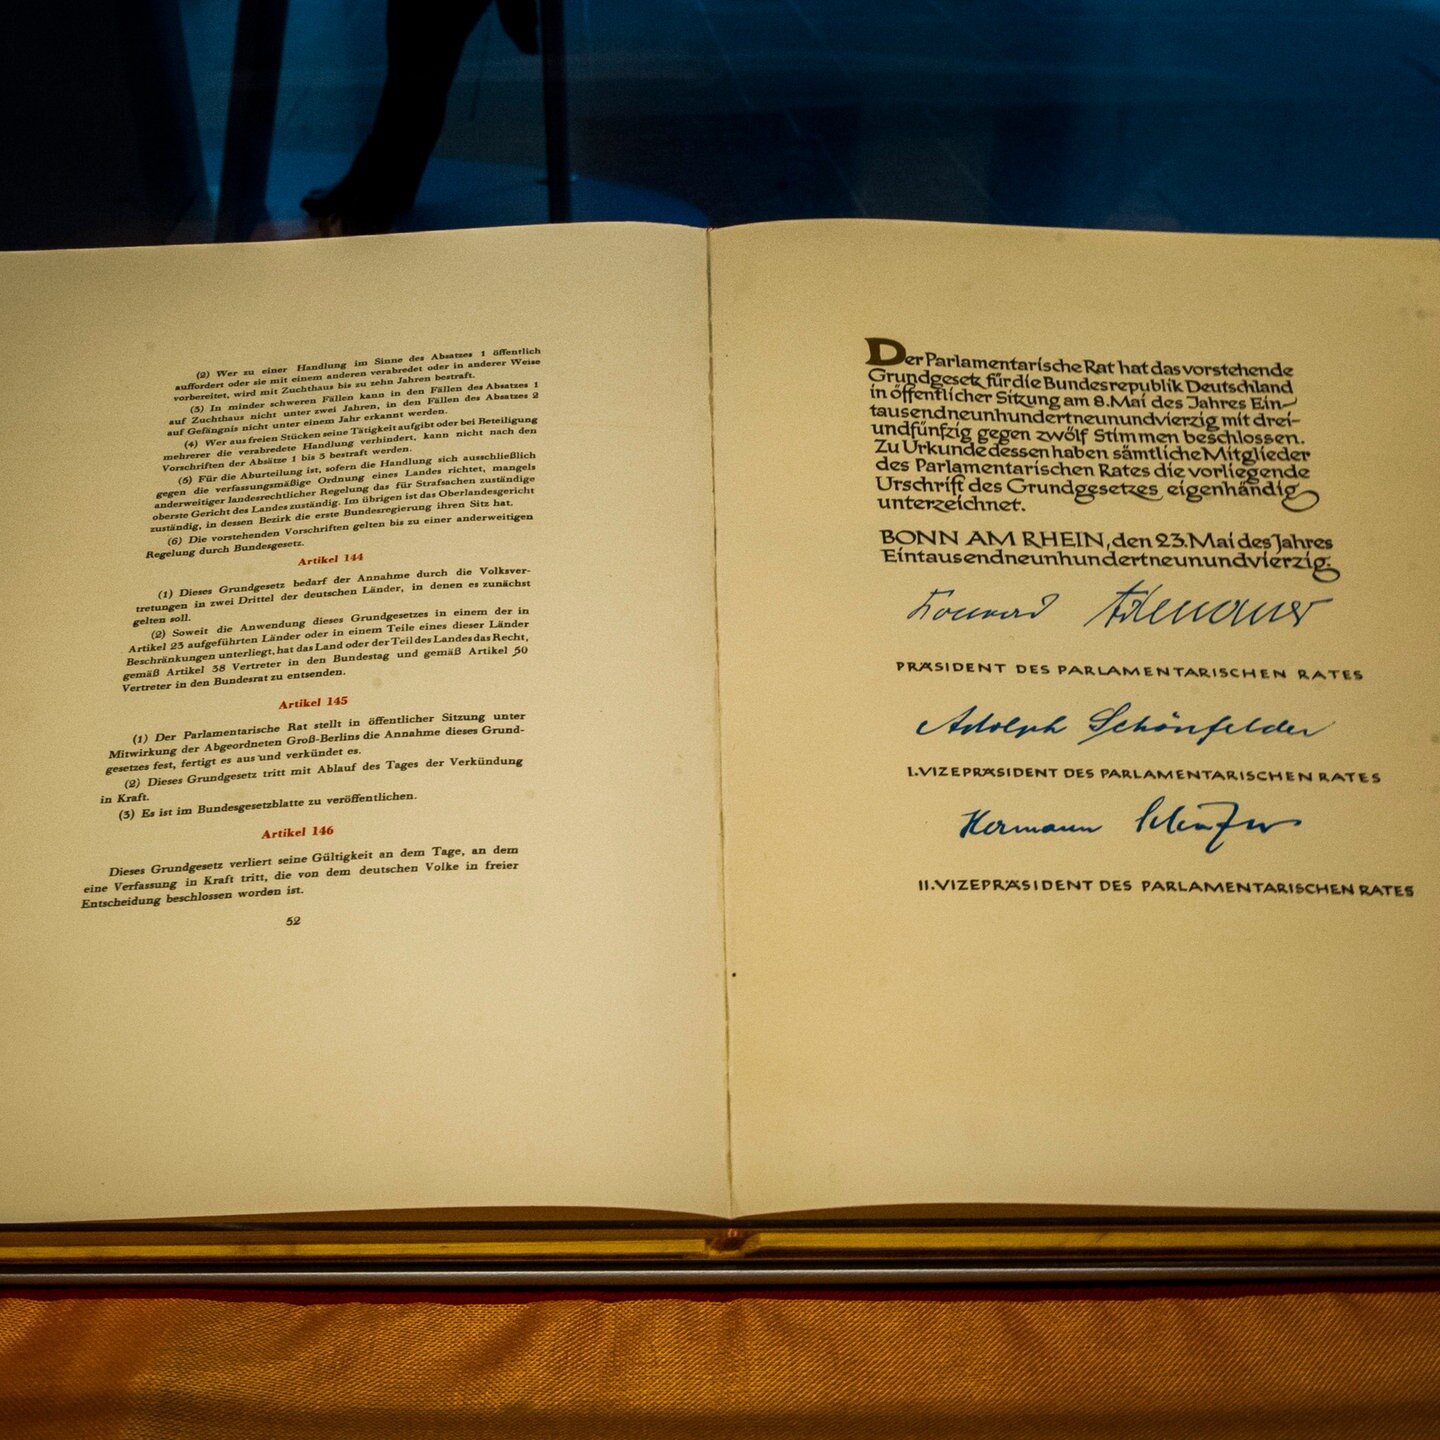 (2) Wer zu einer Handlung im Sinne des Absatzes 1 öffentlich
auffordert oder sie mit einem anderen verabredet oder in anderer Weise
vorbereitet, wird mit Zuchthaus bis zu zehn Jahren bestraft.
(3) In minder schweren Fällen kann in den Fällen des Absatzes 1
auf Zuchthaus nicht unter zwei Jahren, in den Fällen des Absatzes 2
auf Gefängnis nicht unter einem Jahr erkannt werden.
(4) Wer aus freien Stücken seine Tätigkeit aufgibt oder bei Beteiligung
mehrerer die verabredete Handlung verhindert, kann nicht nach den
Vorschriften der Absätze 1 bis 3 bestraft werden.
(5) Für die Aburteilung ist, sofern die Handlung sich ausschließlich
gegen die verfassungsmäßige Ordnung eines Landes richtet, mangels
anderweitiger landesrechtlicher Regelung das für Strafsachen zuständige
oberste Gericht des Landes zuständig. Im übrigen ist das Oberlandesgericht
zuständig, in dessen Bezirk die erste Bundesregierung ihren Sitz hat.
(6) Die vorstehenden Vorschriften gelten bis zu einer anderweitigen
Regelung durch Bundesgesetz.
Artikel 144
(1) Dieses Grundgesetz bedarf der Annahme durch die Volksver-
tretungen in zwei Drittel der deutschen Länder, in denen es zunächst
gelten soll.
(2) Soweit die Anwendung dieses Grundgesetzes in einem der in
Artikel 23 aufgeführten Länder oder in einem Teile eines dieser Länder
Beschränkungen unterliegt, hat das Land oder der Teil des Landes das Recht,
gemäß Artikel 38 Vertreter in den Bundestag und gemäß Artikel 50
Vertreter in den Bundesrat zu entsenden.
Artikel 145
(1) Der Parlamentarische Rat stellt in öffentlicher Sitzung unter
Mitwirkung der Abgeordneten Groß-Berlins die Annahme dieses Grund-
gesetzes fest, fertigt es aus und verkündet es.
(2) Dieses Grundgesetz tritt mit Ablauf des Tages der Verkündung
in Kraft.
(3) Es ist im Bundesgesetzblatte zu veröffentlichen.
Artikel 146
Dieses Grundgesetz verliert seine Gültigkeit an dem Tage, an dem
eine Verfassung in Kraft tritt, die von dem deutschen Volke in freier
Entscheidung beschlossen worden ist.
52
Der Parlamentarische Rat hat das vorstehende
Grundgesetz für die Bundesrepublik Deutschland
in öffentlicher Sitzung am 8. Mai des Jahres Ein-
tausendneunhundertneunundvierzig mit drei-
undfünfzig gegen zwölf Stimmen beschlossen.
Zu Urkunde dessen haben sämtliche Mitglieder
des Parlamentarischen Rates die vorliegende
Urschrift des Grundgesetzes eigenhändig
unterzeichnet.
BONN AM RHEIN, den 23. Mai des Jahres
Eintausendneunhundertneunundvierzig.
Konrad Adenauer
PRÄSIDENT DES PARLAMENTARISCHEN RATES
Adolph Schönfelder
I. VIZEPRÄSIDENT DES PARLAMENTARISCHEN RATES
Hermann Schäfer
II. VIZEPRÄSIDENT DES PARLAMENTARISCHEN RATES